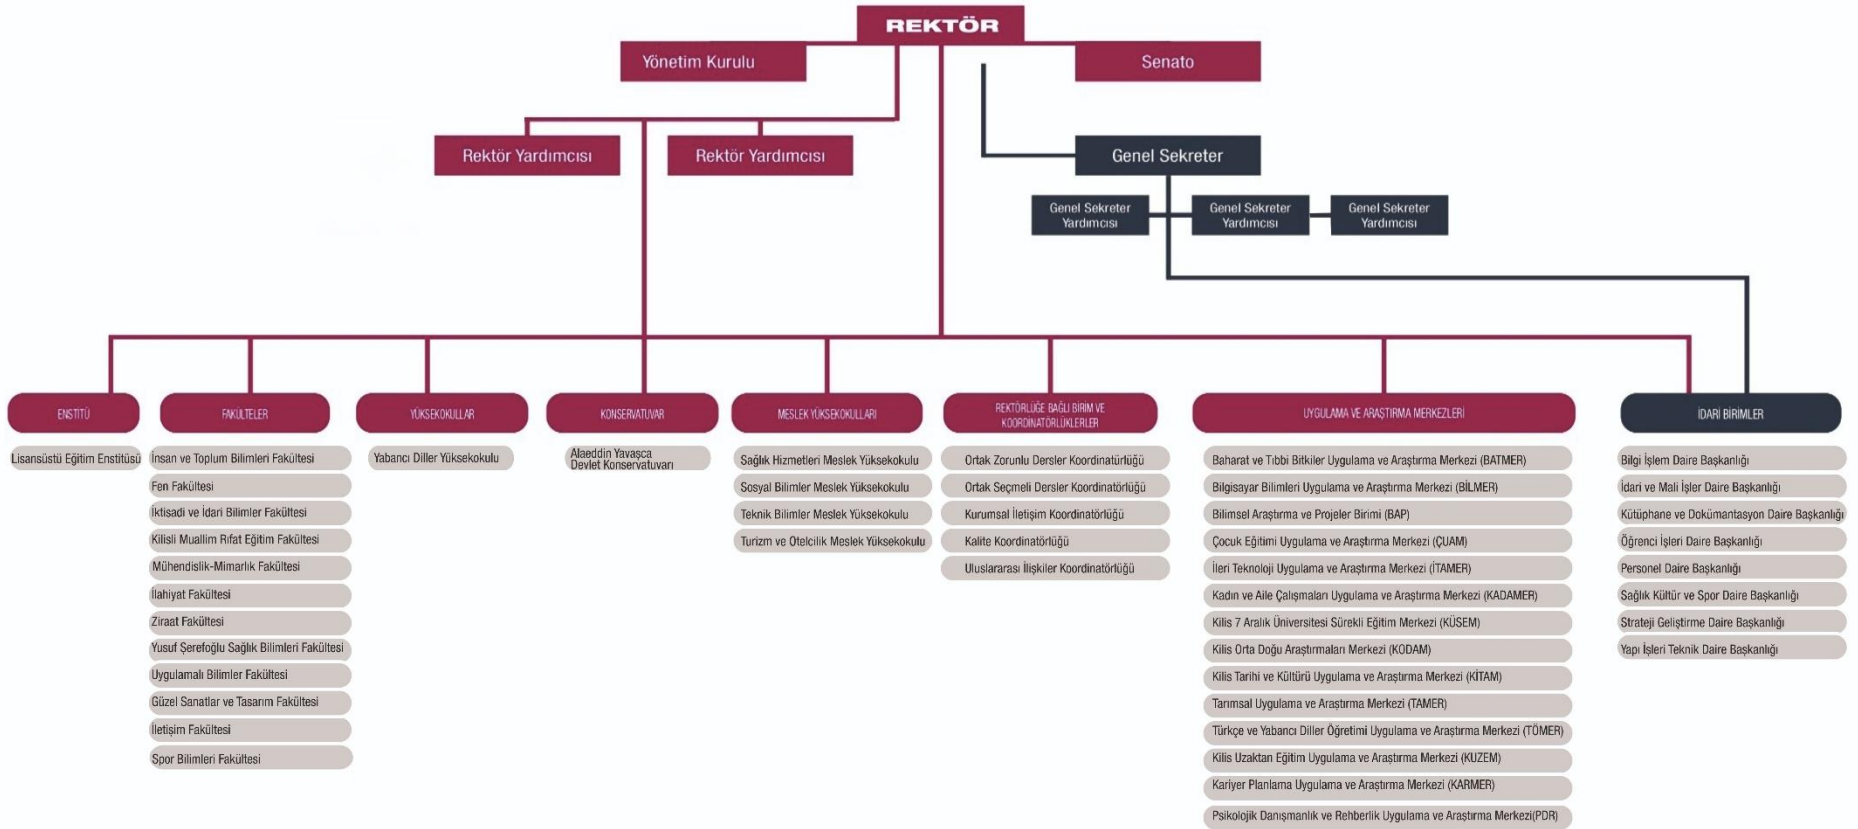 REKTÖR
Yönetim Kurulu
Senato
Rektör Yardımcısı
Rektör Yardımcısı
Genel Sekreter
Genel Sekreter
Yardımcısı
Genel Sekreter
Yardımcısı
Genel Sekreter
Yardımcısı
ENSTİTÜ
Lisansüstü Eğitim Enstitüsü
FAKÜLTELER
İnsan ve Toplum Bilimleri Fakültesi
Fen Fakültesi
İktisadi ve İdari Bilimler Fakültesi
Kilisli Muallim Rıfat Eğitim Fakültesi
Mühendislik-Mimarlık Fakültesi
İlahiyat Fakültesi
Ziraat Fakültesi
Yusuf Şerefoğlu Sağlık Bilimleri Fakültesi
Uygulamalı Bilimler Fakültesi
Güzel Sanatlar ve Tasarım Fakültesi
İletişim Fakültesi
Spor Bilimleri Fakültesi
YÜKSEKOKULLAR
Yabancı Diller Yüksekokulu
KONSERVATUVAR
Alaeddin Yavaşca
Devlet Konservatuvarı
MESLEK YÜKSEKOKULLARI
Sağlık Hizmetleri Meslek Yüksekokulu
Sosyal Bilimler Meslek Yüksekokulu
Teknik Bilimler Meslek Yüksekokulu
Turizm ve Otelcilik Meslek Yüksekokulu
REKTÖRLÜĞE BAĞLI BİRİM VE
KOORDİNATÖRLÜKLERLER
Ortak Zorunlu Dersler Koordinatürlüğü
Ortak Seçmeli Dersler Koordinatörlüğü
Kurumsal İletişim Koordinatörlüğü
Kalite Koordinatörlüğü
Uluslararası İlişkiler Koordinatörlüğü
UYGULAMA VE ARAŞTIRMA MERKEZLERİ
Baharat ve Tıbbi Bitkiler Uygulama ve Araştırma Merkezi (BATMER)
Bilgisayar Bilimleri Uygulama ve Araştırma Merkezi (BİLMER)
Bilimsel Araştırma ve Projeler Birimi (BAP)
Çocuk Eğitimi Uygulama ve Araştırma Merkezi (ÇUAM)
İleri Teknoloji Uygulama ve Araştırma Merkezi (İTAMER)
Kadın ve Aile Çalışmaları Uygulama ve Araştırma Merkezi (KADAMER)
Kilis 7 Aralık Üniversitesi Sürekli Eğitim Merkezi (KÜSEM)
Kilis Orta Doğu Araştırmaları Merkezi (KODAM)
Kilis Tarihi ve Kültürü Uygulama ve Araştırma Merkezi (KİTAM)
Tarımsal Uygulama ve Araştırma Merkezi (TAMER)
Türkçe ve Yabancı Diller Öğretimi Uygulama ve Araştırma Merkezi (TÖMER)
Kilis Uzaktan Eğitim Uygulama ve Araştırma Merkezi (KUZEM)
Kariyer Planlama Uygulama ve Araştırma Merkezi (KARMER)
Psikolojik Danışmanlık ve Rehberlik Uygulama ve Araştırma Merkezi(PDR)
İDARİ BİRİMLER
Bilgi İşlem Daire Başkanlığı
İdari ve Mali İşler Daire Başkanlığı
Kütüphane ve Dokümantasyon Daire Başkanlığı
Öğrenci İşleri Daire Başkanlığı
Personel Daire Başkanlığı
Sağlık Kültür ve Spor Daire Başkanlığı
Strateji Geliştirme Daire Başkanlığı
Yapı İşleri Teknik Daire Başkanlığı